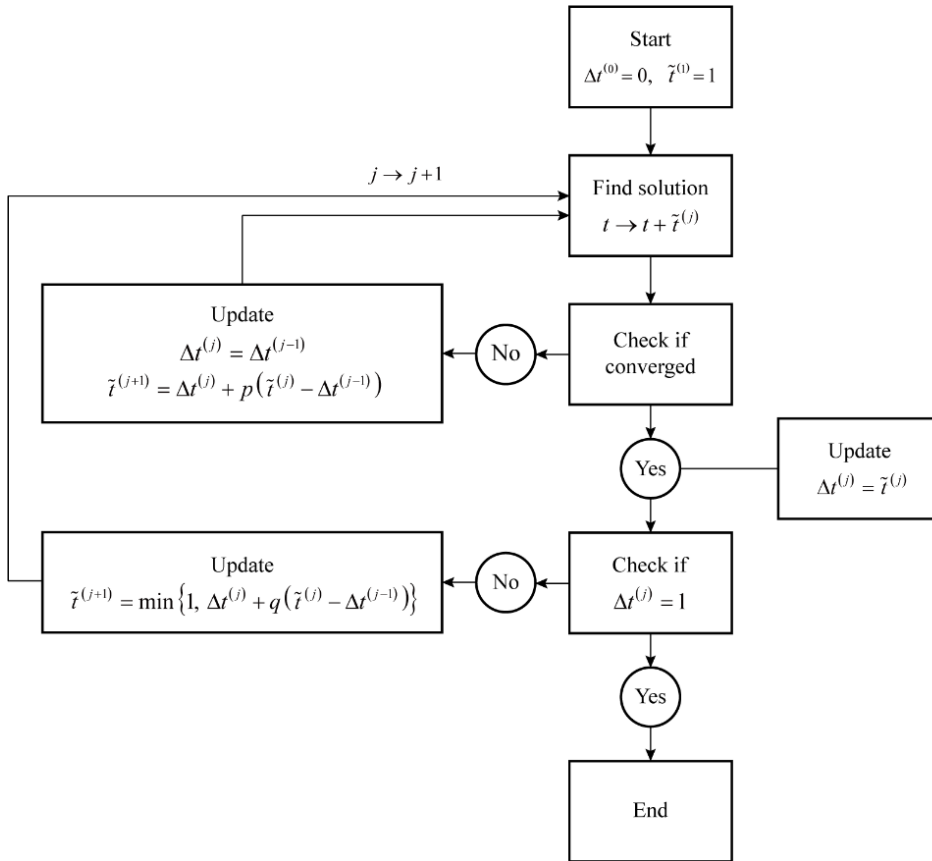 Start
Δt⁽⁰⁾ = 0, t̃⁽¹⁾ = 1
j → j+1
Find solution
t → t + t̃⁽ʲ⁾
Update
Δt⁽ʲ⁾ = Δt⁽ʲ⁻¹⁾
t̃⁽ʲ⁺¹⁾ = Δt⁽ʲ⁾ + p(t̃⁽ʲ⁾ − Δt⁽ʲ⁻¹⁾)
No
Check if
converged
Yes
Update
Δt⁽ʲ⁾ = t̃⁽ʲ⁾
Update
t̃⁽ʲ⁺¹⁾ = min{1, Δt⁽ʲ⁾ + q(t̃⁽ʲ⁾ − Δt⁽ʲ⁻¹⁾)}
No
Check if
Δt⁽ʲ⁾ = 1
Yes
End